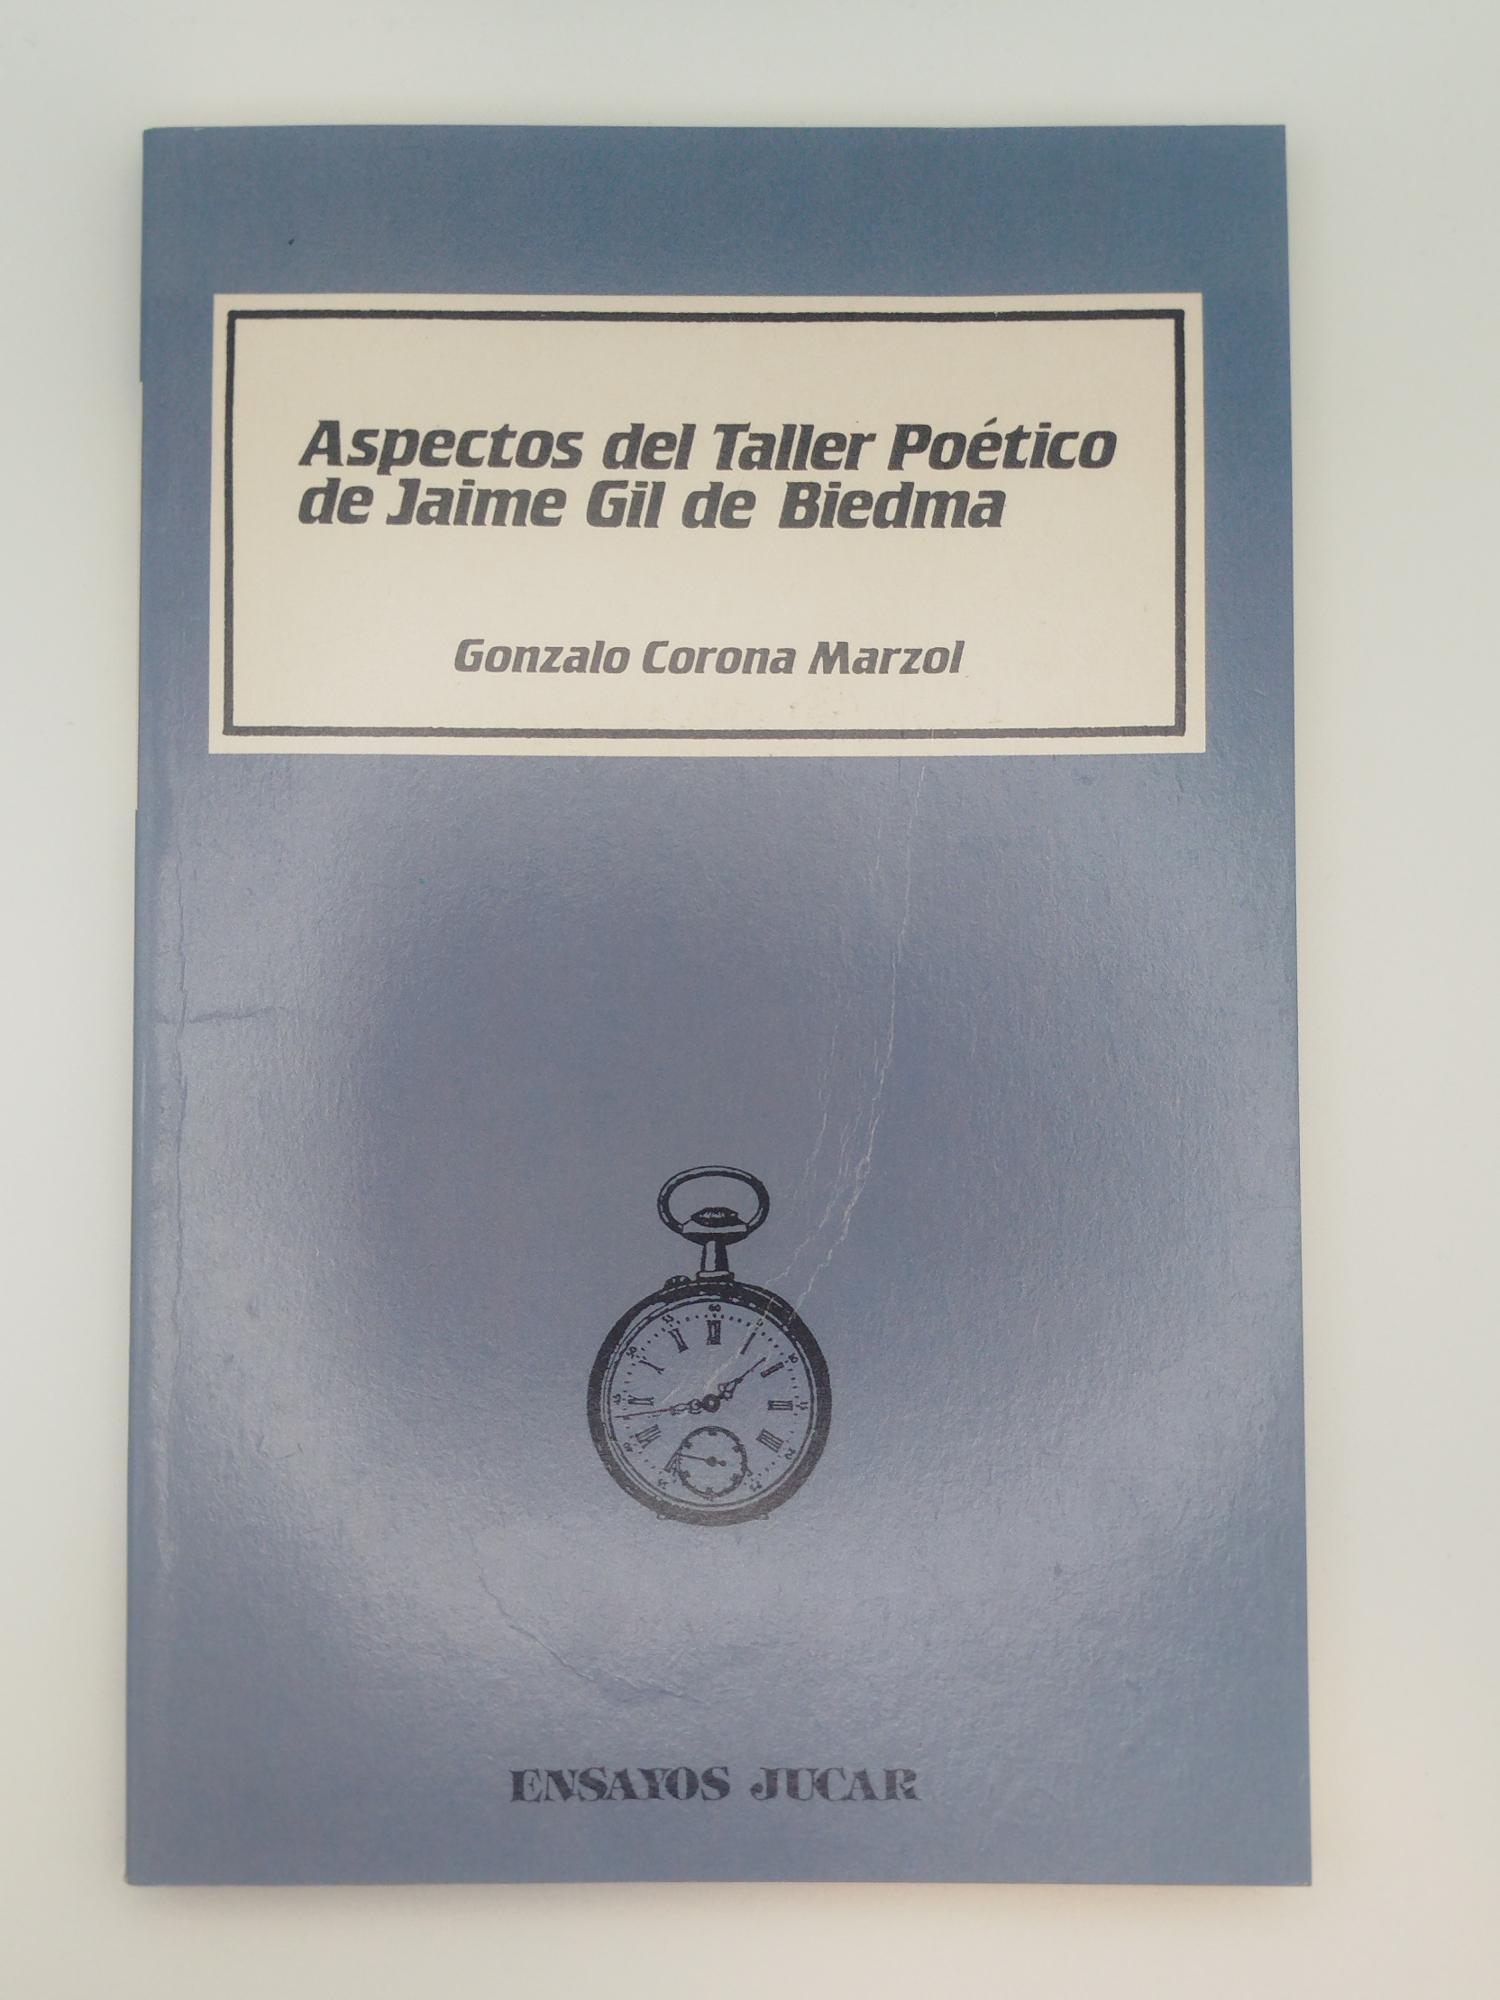 Aspectos del Taller Poético
de Jaime Gil de Biedma
Gonzalo Corona Marzol
ENSAYOS JUCAR